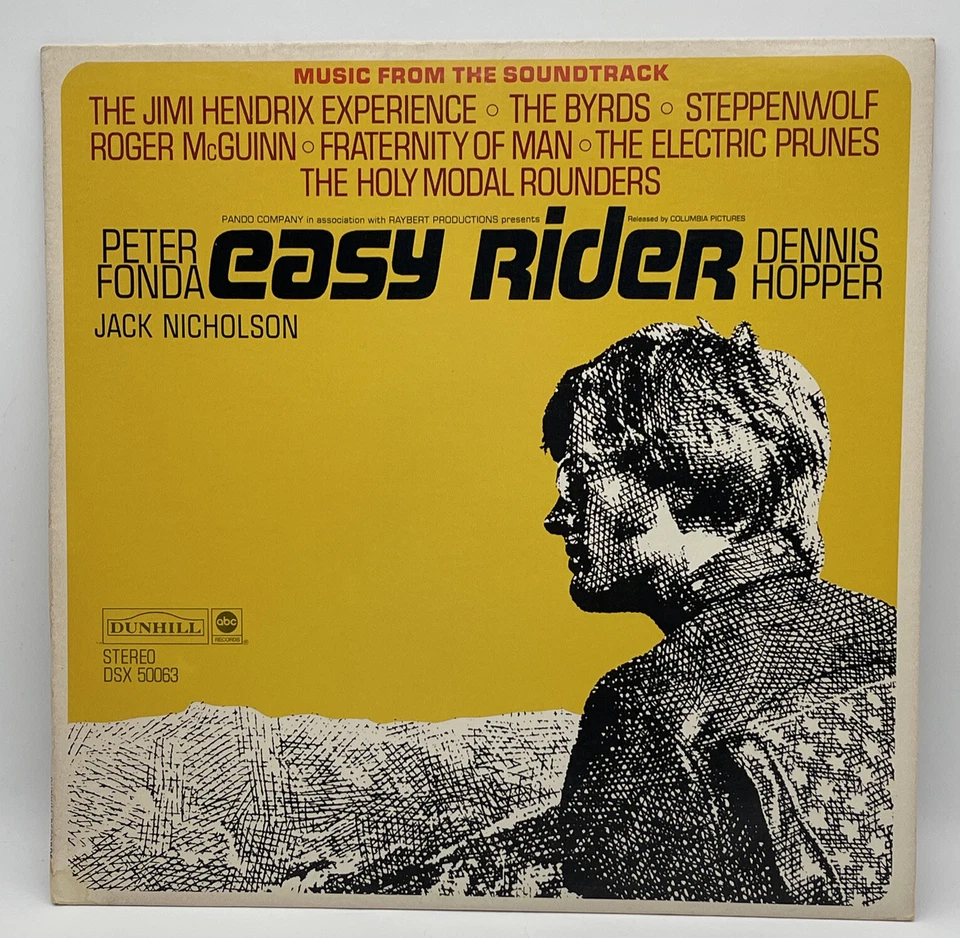 MUSIC FROM THE SOUNDTRACK
THE JIMI HENDRIX EXPERIENCE ◦ THE BYRDS ◦ STEPPENWOLF
ROGER McGUINN ◦ FRATERNITY OF MAN ◦ THE ELECTRIC PRUNES
THE HOLY MODAL ROUNDERS
PANDO COMPANY in association with RAYBERT PRODUCTIONS presents
Released by COLUMBIA PICTURES
PETER FONDA
easy Rider
DENNIS HOPPER
JACK NICHOLSON
DUNHILL
abc
RECORDS
STEREO
DSX 50063